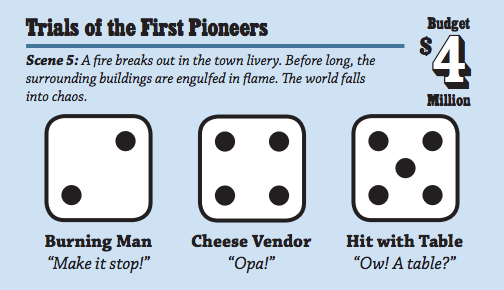 Trials of the First Pioneers
Budget
$4
Million
Scene 5: A fire breaks out in the town livery. Before long, the
surrounding buildings are engulfed in flame. The world falls
into chaos.
Burning Man
"Make it stop!"
Cheese Vendor
"Opa!"
Hit with Table
"Ow! A table?"